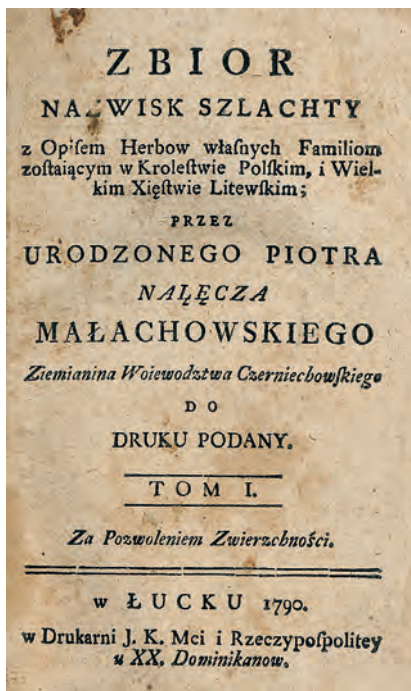 ZBIOR
NAZWISK SZLACHTY
z Opiſem Herbow właſnych Familiom
zoſtaiącym w Kroleſtwie Polſkim, i Wiel-
kim Xięſtwie Litewſkim;
PRZEZ
URODZONEGO PIOTRA
NAŁĘCZA
MAŁACHOWSKIEGO
Ziemianina Woiewodztwa Czerniechowſkiego
DO
DRUKU PODANY.
TOM I.
Za Pozwoleniem Zwierzchności.
w ŁUCKU 1790.
w Drukarni J. K. Mci i Rzeczypoſpolitey
u XX. Dominikanow.